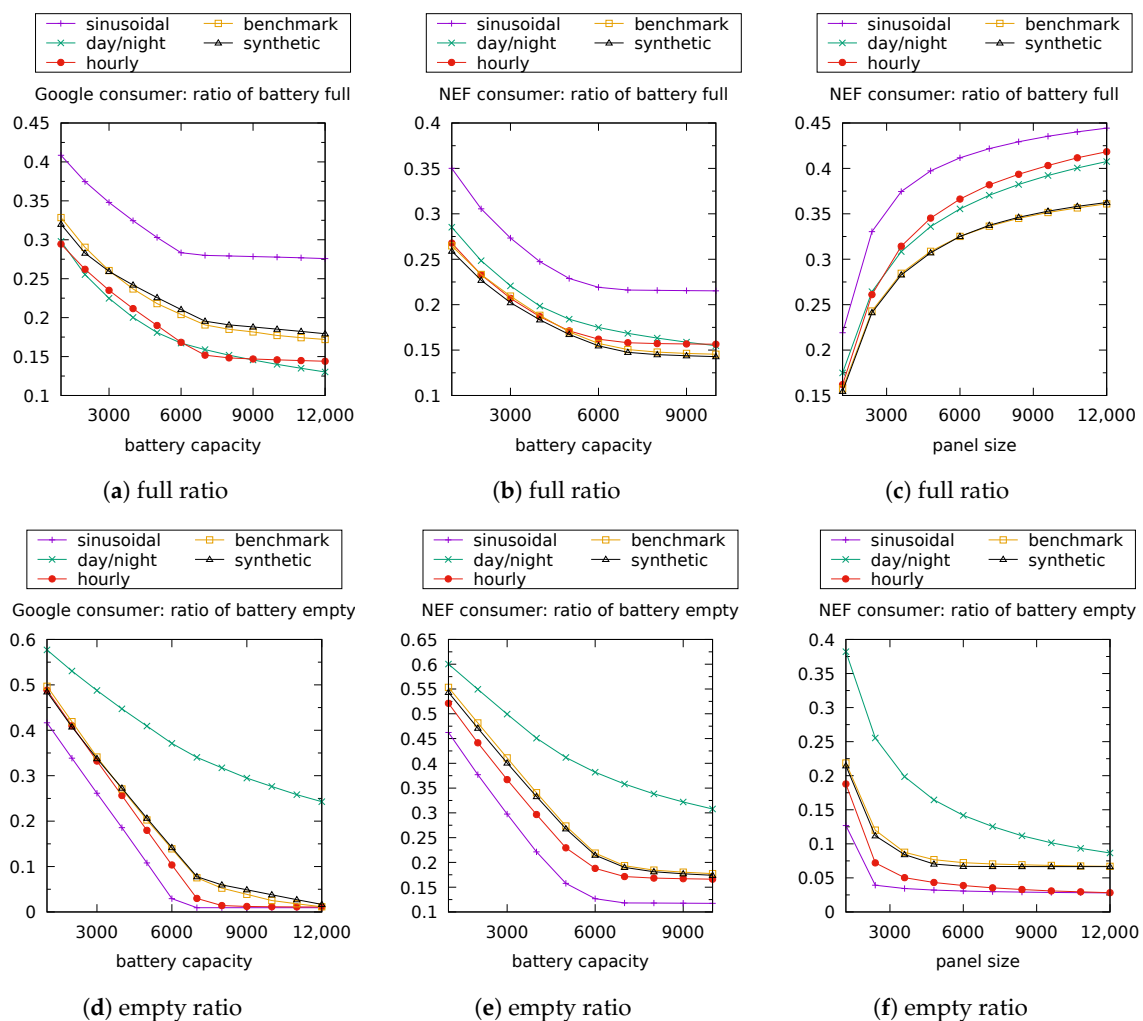 sinusoidal benchmark
day/night synthetic
hourly
Google consumer: ratio of battery full
0.45
0.4
0.35
0.3
0.25
0.2
0.15
0.1
3000 6000 9000 12,000
battery capacity
(a) full ratio
sinusoidal benchmark
day/night synthetic
hourly
NEF consumer: ratio of battery full
0.4
0.35
0.3
0.25
0.2
0.15
0.1
3000 6000 9000
battery capacity
(b) full ratio
sinusoidal benchmark
day/night synthetic
hourly
NEF consumer: ratio of battery full
0.45
0.4
0.35
0.3
0.25
0.2
0.15
3000 6000 9000 12,000
panel size
(c) full ratio
sinusoidal benchmark
day/night synthetic
hourly
Google consumer: ratio of battery empty
0.6
0.5
0.4
0.3
0.2
0.1
0
3000 6000 9000 12,000
battery capacity
(d) empty ratio
sinusoidal benchmark
day/night synthetic
hourly
NEF consumer: ratio of battery empty
0.65
0.6
0.55
0.5
0.45
0.4
0.35
0.3
0.25
0.2
0.15
0.1
3000 6000 9000
battery capacity
(e) empty ratio
sinusoidal benchmark
day/night synthetic
hourly
NEF consumer: ratio of battery empty
0.4
0.35
0.3
0.25
0.2
0.15
0.1
0.05
0
3000 6000 9000 12,000
panel size
(f) empty ratio